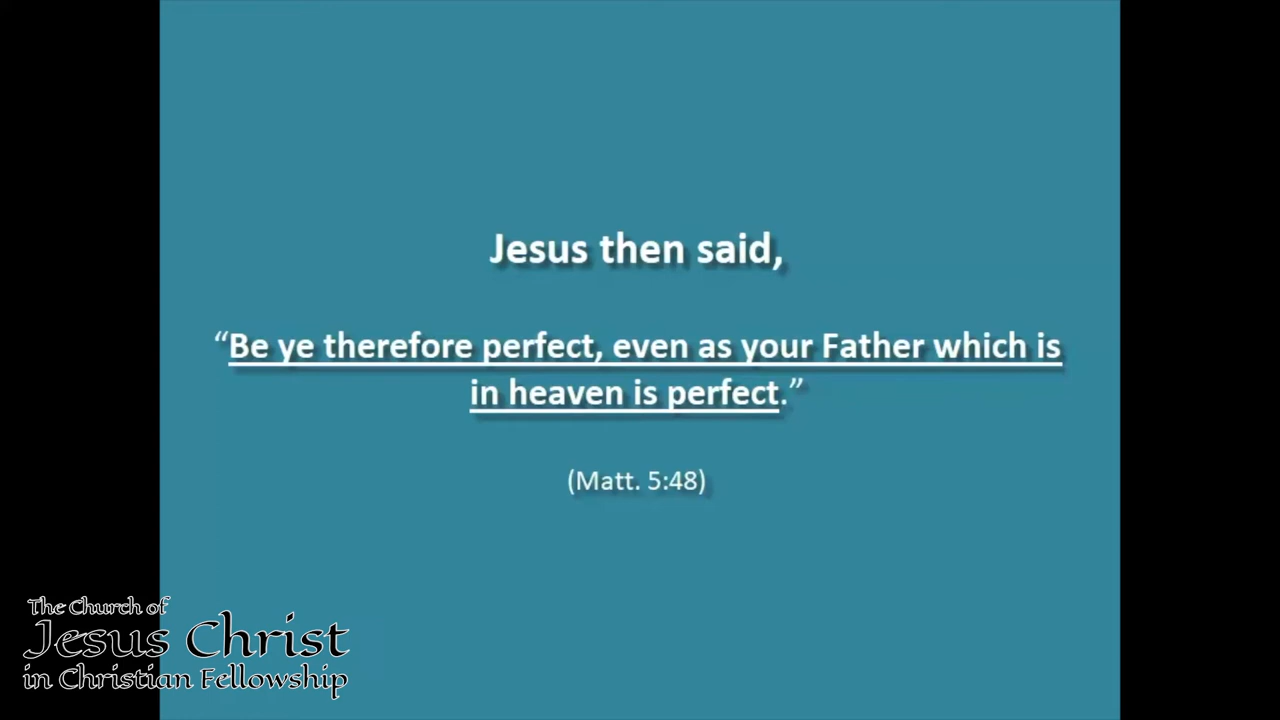 Jesus then said,
“Be ye therefore perfect, even as your Father which is
in heaven is perfect.”
(Matt. 5:48)
The Church of
Jesus Christ
in Christian Fellowship